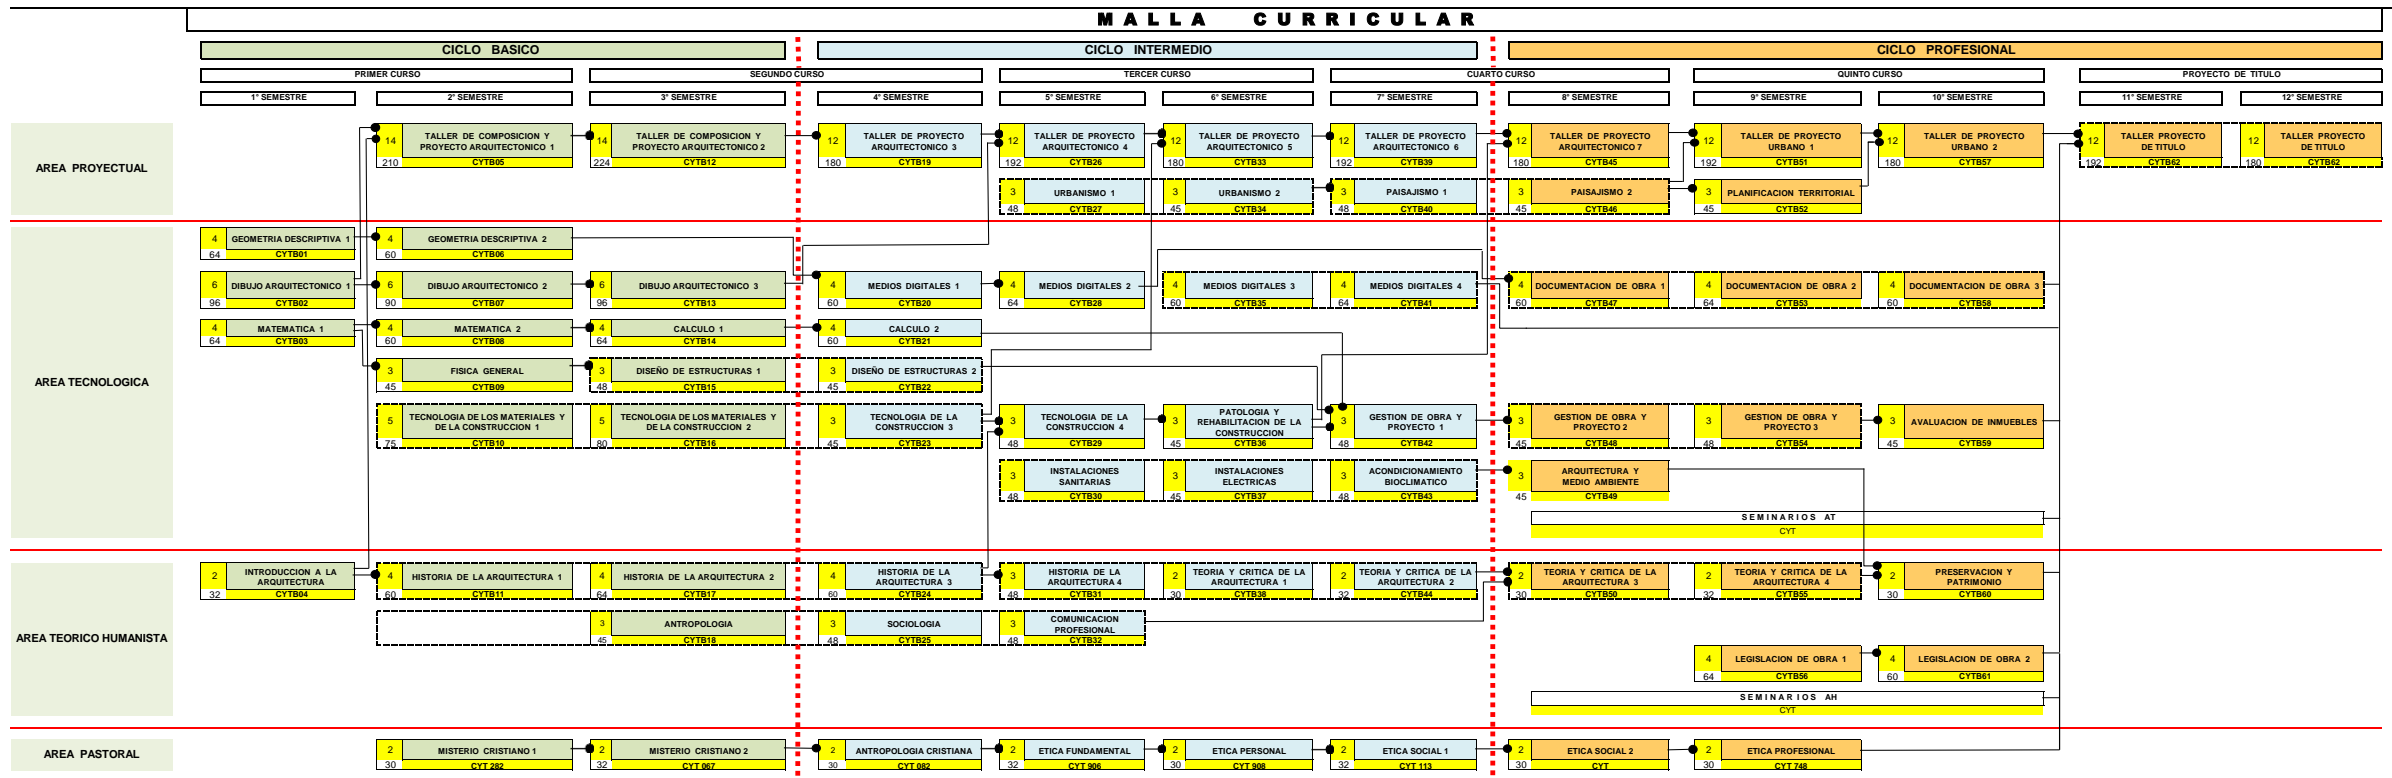 MALLA CURRICULAR
CICLO BASICO
CICLO INTERMEDIO
CICLO PROFESIONAL
PRIMER CURSO
SEGUNDO CURSO
TERCER CURSO
CUARTO CURSO
QUINTO CURSO
PROYECTO DE TITULO
1° SEMESTRE
2° SEMESTRE
3° SEMESTRE
4° SEMESTRE
5° SEMESTRE
6° SEMESTRE
7° SEMESTRE
8° SEMESTRE
9° SEMESTRE
10° SEMESTRE
11° SEMESTRE
12° SEMESTRE
AREA PROYECTUAL
14
TALLER DE COMPOSICION Y
PROYECTO ARQUITECTONICO 1
210
CYTB05
14
TALLER DE COMPOSICION Y
PROYECTO ARQUITECTONICO 2
224
CYTB12
12
TALLER DE PROYECTO
ARQUITECTONICO 3
180
CYTB19
12
TALLER DE PROYECTO
ARQUITECTONICO 4
192
CYTB26
12
TALLER DE PROYECTO
ARQUITECTONICO 5
180
CYTB33
12
TALLER DE PROYECTO
ARQUITECTONICO 6
192
CYTB39
12
TALLER DE PROYECTO
ARQUITECTONICO 7
180
CYTB45
12
TALLER DE PROYECTO
URBANO 1
192
CYTB51
12
TALLER DE PROYECTO
URBANO 2
180
CYTB57
12
TALLER PROYECTO
DE TITULO
192
CYTB62
12
TALLER PROYECTO
DE TITULO
180
CYTB62
3
URBANISMO 1
48
CYTB27
3
URBANISMO 2
45
CYTB34
3
PAISAJISMO 1
48
CYTB40
3
PAISAJISMO 2
45
CYTB46
3
PLANIFICACION TERRITORIAL
45
CYTB52
AREA TECNOLOGICA
4
GEOMETRIA DESCRIPTIVA 1
64
CYTB01
4
GEOMETRIA DESCRIPTIVA 2
60
CYTB06
6
DIBUJO ARQUITECTONICO 1
96
CYTB02
6
DIBUJO ARQUITECTONICO 2
90
CYTB07
6
DIBUJO ARQUITECTONICO 3
96
CYTB13
4
MEDIOS DIGITALES 1
60
CYTB20
4
MEDIOS DIGITALES 2
64
CYTB28
4
MEDIOS DIGITALES 3
60
CYTB35
4
MEDIOS DIGITALES 4
64
CYTB41
4
DOCUMENTACION DE OBRA 1
60
CYTB47
4
DOCUMENTACION DE OBRA 2
64
CYTB53
4
DOCUMENTACION DE OBRA 3
60
CYTB58
4
MATEMATICA 1
64
CYTB03
4
MATEMATICA 2
60
CYTB08
4
CALCULO 1
64
CYTB14
4
CALCULO 2
60
CYTB21
3
FISICA GENERAL
45
CYTB09
3
DISEÑO DE ESTRUCTURAS 1
48
CYTB15
3
DISEÑO DE ESTRUCTURAS 2
45
CYTB22
5
TECNOLOGIA DE LOS MATERIALES Y
DE LA CONSTRUCCION 1
75
CYTB10
5
TECNOLOGIA DE LOS MATERIALES Y
DE LA CONSTRUCCION 2
80
CYTB16
3
TECNOLOGIA DE LA
CONSTRUCCION 3
45
CYTB23
3
TECNOLOGIA DE LA
CONSTRUCCION 4
48
CYTB29
3
PATOLOGIA Y
REHABILITACION DE LA
CONSTRUCCION
45
CYTB36
3
GESTION DE OBRA Y
PROYECTO 1
48
CYTB42
3
GESTION DE OBRA Y
PROYECTO 2
45
CYTB48
3
GESTION DE OBRA Y
PROYECTO 3
48
CYTB54
3
AVALUACION DE INMUEBLES
45
CYTB59
3
INSTALACIONES
SANITARIAS
48
CYTB30
3
INSTALACIONES
ELECTRICAS
45
CYTB37
3
ACONDICIONAMIENTO
BIOCLIMATICO
48
CYTB43
3
ARQUITECTURA Y
MEDIO AMBIENTE
45
CYTB49
SEMINARIOS AT
CYT
AREA TEORICO HUMANISTA
2
INTRODUCCION A LA
ARQUITECTURA
32
CYTB04
4
HISTORIA DE LA ARQUITECTURA 1
60
CYTB11
4
HISTORIA DE LA ARQUITECTURA 2
64
CYTB17
4
HISTORIA DE LA
ARQUITECTURA 3
60
CYTB24
3
HISTORIA DE LA
ARQUITECTURA 4
48
CYTB31
2
TEORIA Y CRITICA DE LA
ARQUITECTURA 1
30
CYTB38
2
TEORIA Y CRITICA DE LA
ARQUITECTURA 2
32
CYTB44
2
TEORIA Y CRITICA DE LA
ARQUITECTURA 3
30
CYTB50
2
TEORIA Y CRITICA DE LA
ARQUITECTURA 4
32
CYTB55
2
PRESERVACION Y
PATRIMONIO
30
CYTB60
3
ANTROPOLOGIA
45
CYTB18
3
SOCIOLOGIA
48
CYTB25
3
COMUNICACION
PROFESIONAL
48
CYTB32
4
LEGISLACION DE OBRA 1
64
CYTB56
4
LEGISLACION DE OBRA 2
60
CYTB61
SEMINARIOS AH
CYT
AREA PASTORAL
2
MISTERIO CRISTIANO 1
30
CYT 282
2
MISTERIO CRISTIANO 2
32
CYT 067
2
ANTROPOLOGIA CRISTIANA
30
CYT 082
2
ETICA FUNDAMENTAL
32
CYT 906
2
ETICA PERSONAL
30
CYT 908
2
ETICA SOCIAL 1
32
CYT 113
2
ETICA SOCIAL 2
30
CYT
2
ETICA PROFESIONAL
30
CYT 748